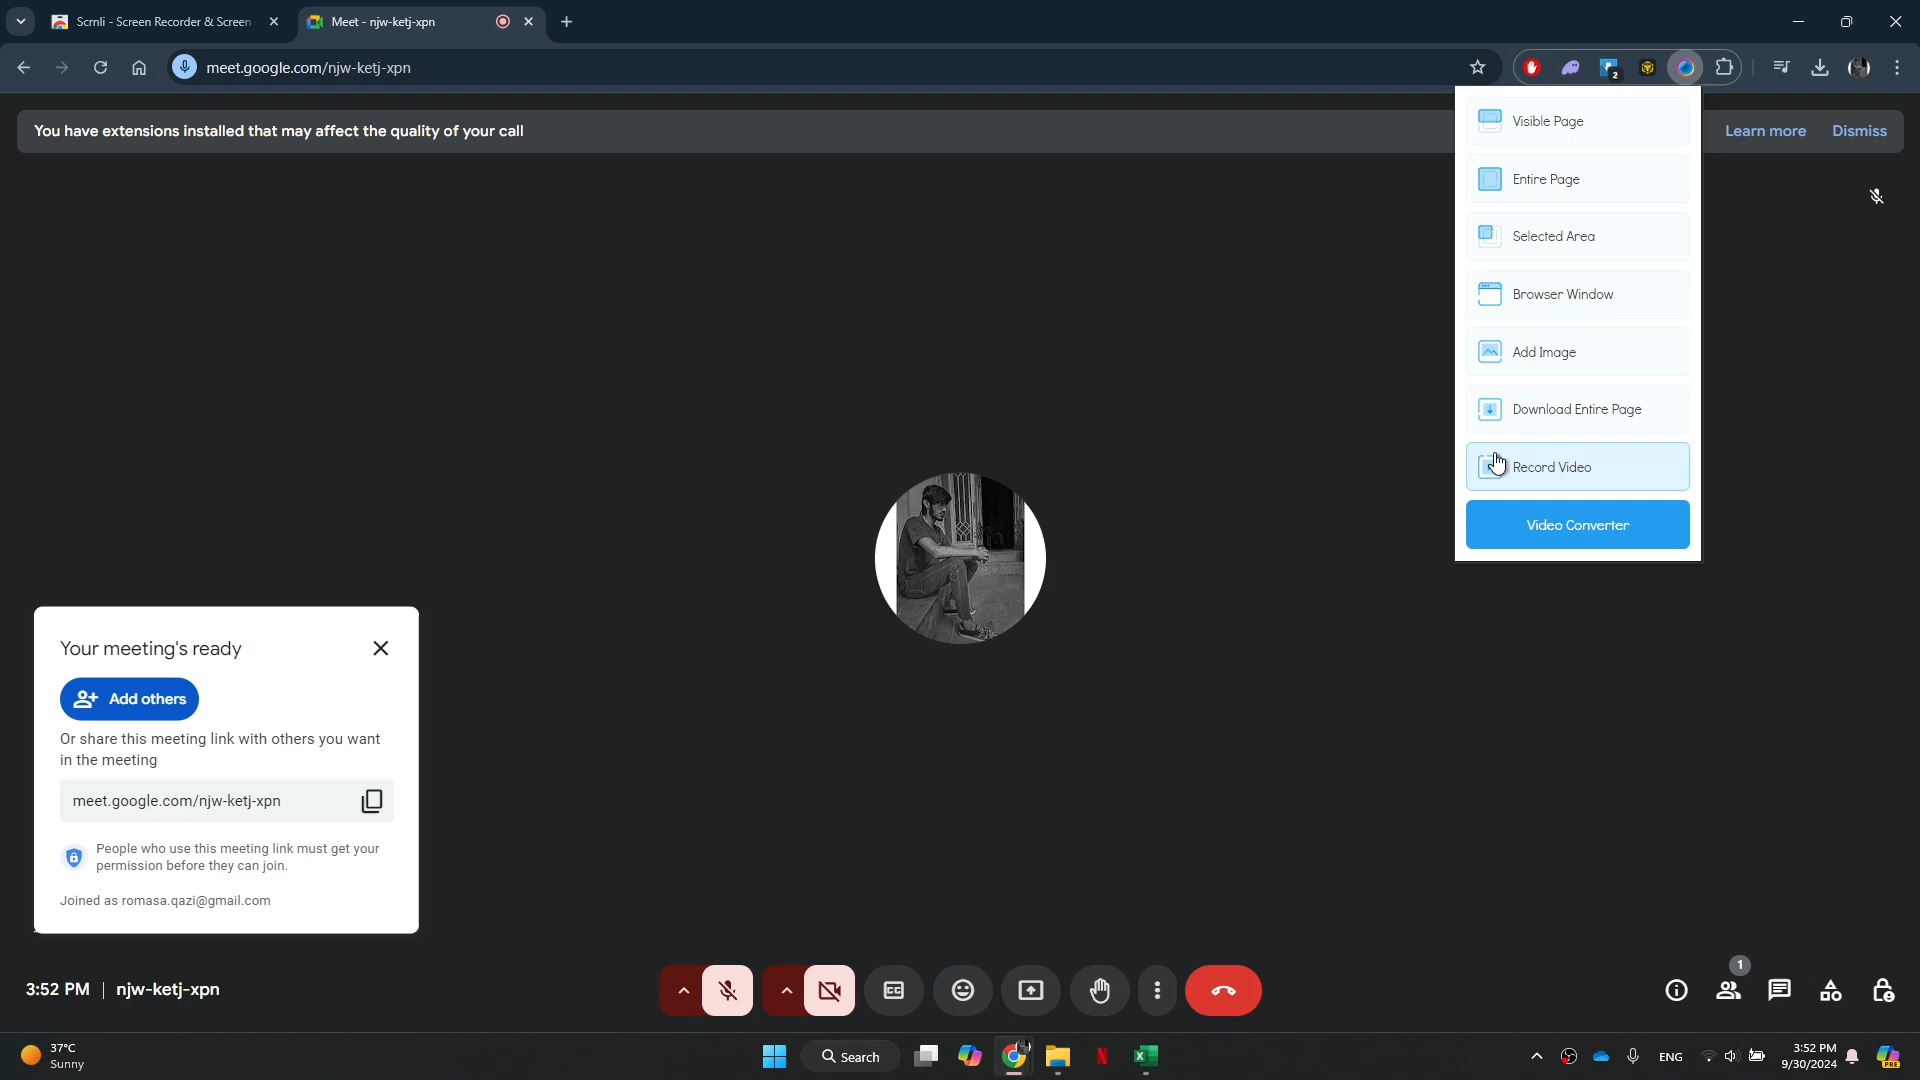 Scrnli - Screen Recorder & Screen
Meet - njw-ketj-xpn
meet.google.com/njw-ketj-xpn
2
You have extensions installed that may affect the quality of your call
Learn more
Dismiss
Visible Page
Entire Page
Selected Area
Browser Window
Add Image
Download Entire Page
Record Video
Video Converter
Your meeting's ready
Add others
Or share this meeting link with others you want
in the meeting
meet.google.com/njw-ketj-xpn
People who use this meeting link must get your
permission before they can join.
Joined as romasa.qazi@gmail.com
3:52 PM | njw-ketj-xpn
CC
1
37°C
Sunny
Search
N
X
ENG
3:52 PM
9/30/2024
PRE